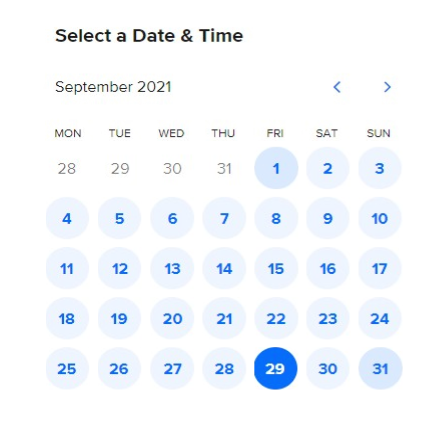 Select a Date & Time
September 2021
MON TUE WED THU FRI SAT SUN
28 29 30 31 1 2 3
4 5 6 7 8 9 10
11 12 13 14 15 16 17
18 19 20 21 22 23 24
25 26 27 28 29 30 31